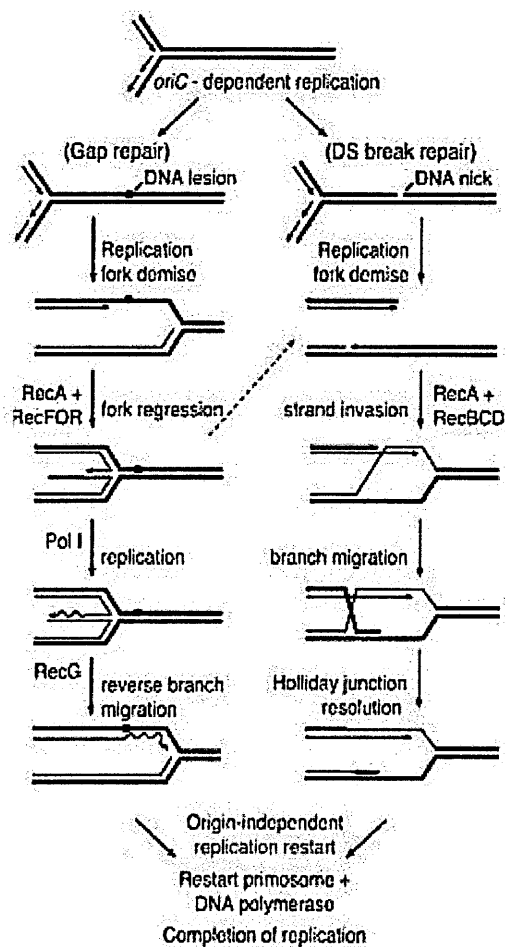 oriC - dependent replication
(Gap repair)
(DS break repair)
DNA lesion
DNA nick
Replication
fork demise
Replication
fork demise
RecA +
RecFOR
fork regression
strand invasion
RecA +
RecBCD
Pol I
replication
branch migration
RecG
reverse branch
migration
Holliday junction
resolution
Origin-independent
replication restart
Restart primosome +
DNA polymerase
Completion of replication